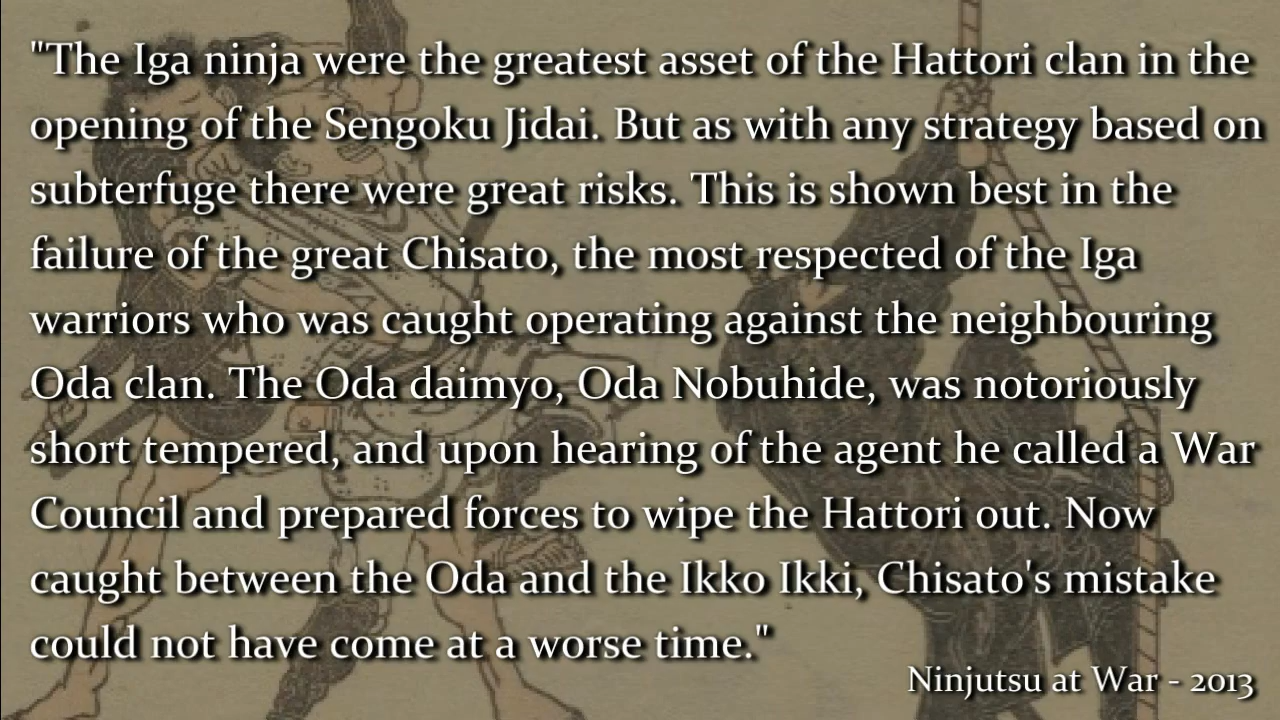 "The Iga ninja were the greatest asset of the Hattori clan in the
opening of the Sengoku Jidai. But as with any strategy based on
subterfuge there were great risks. This is shown best in the
failure of the great Chisato, the most respected of the Iga
warriors who was caught operating against the neighbouring
Oda clan. The Oda daimyo, Oda Nobuhide, was notoriously
short tempered, and upon hearing of the agent he called a War
Council and prepared forces to wipe the Hattori out. Now
caught between the Oda and the Ikko Ikki, Chisato's mistake
could not have come at a worse time."
Ninjutsu at War - 2013